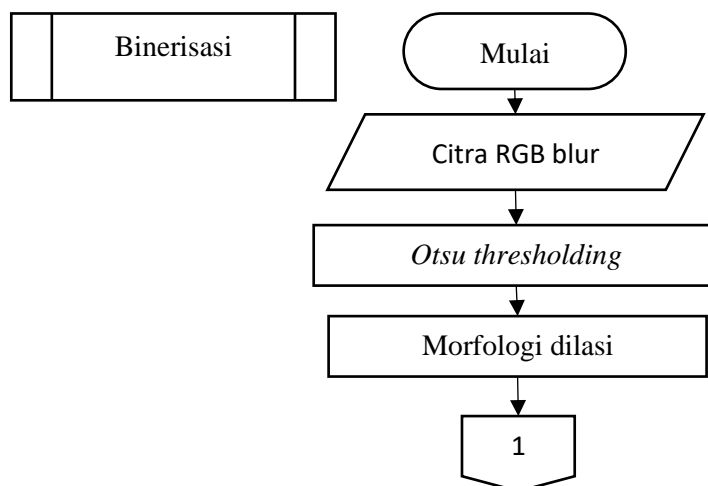 Binerisasi
Mulai
Citra RGB blur
Otsu thresholding
Morfologi dilasi
1